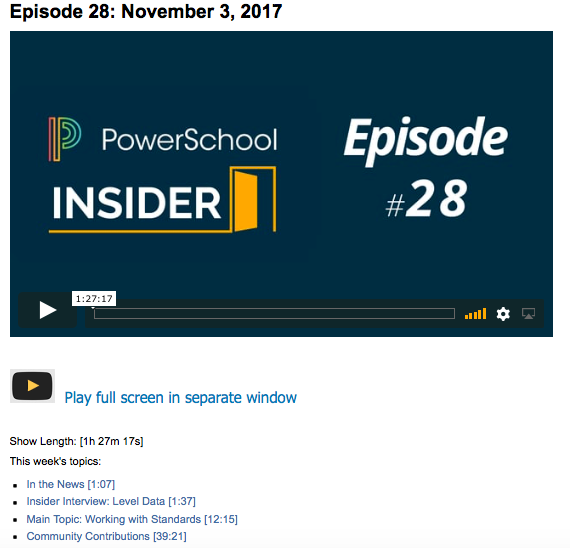 Episode 28: November 3, 2017
PowerSchool
INSIDER
Episode
#28
1:27:17
Play full screen in separate window
Show Length: [1h 27m 17s]
This week's topics:
In the News [1:07]
Insider Interview: Level Data [1:37]
Main Topic: Working with Standards [12:15]
Community Contributions [39:21]